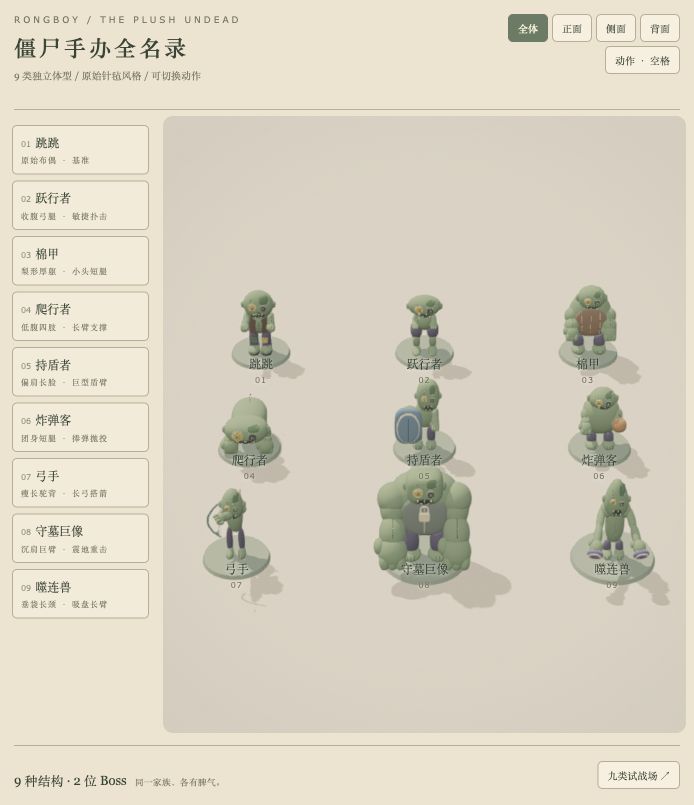 RONGBOY / THE PLUSH UNDEAD
僵尸手办全名录
9 类独立体型 / 原始针毡风格 / 可切换动作
全体
正面
侧面
背面
动作 · 空格
01 跳跳
原始布偶 · 基准
02 跃行者
收腹弓腿 · 敏捷扑击
03 棉甲
梨形厚躯 · 小头短腿
04 爬行者
低腹四肢 · 长臂支撑
05 持盾者
偏肩长脸 · 巨型盾臂
06 炸弹客
团身短腿 · 捧弹抛投
07 弓手
瘦长驼背 · 长弓搭箭
08 守墓巨像
沉肩巨臂 · 震地重击
09 噬连兽
垂袋长颈 · 吸盘长臂
跳跳
01
跃行者
02
棉甲
03
爬行者
04
持盾者
05
炸弹客
06
弓手
07
守墓巨像
08
噬连兽
09
9 种结构 · 2 位 Boss 同一家族，各有脾气。
九类试战场 ↗